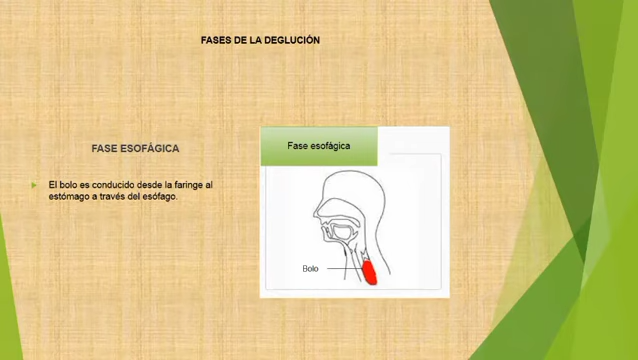 FASES DE LA DEGLUCIÓN
FASE ESOFÁGICA
El bolo es conducido desde la faringe al
estómago a través del esófago.
Fase esofágica
Bolo